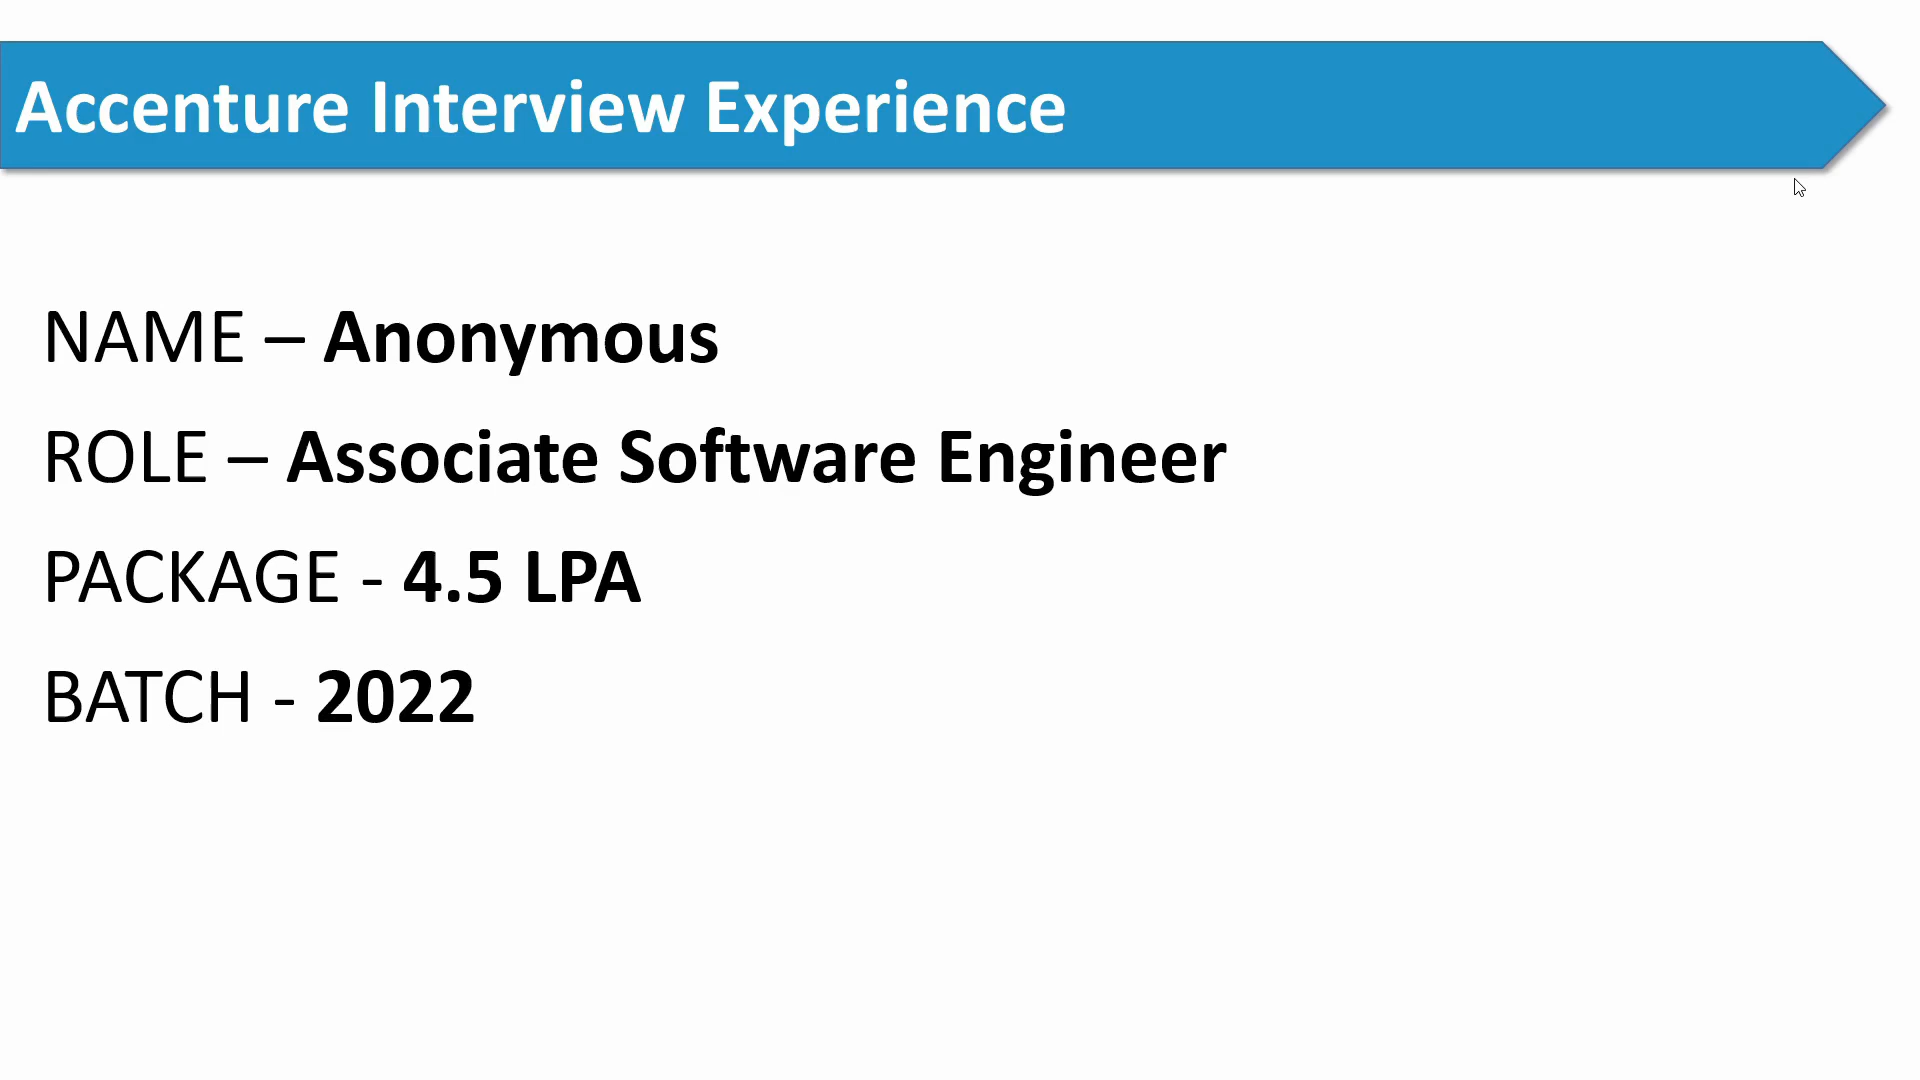 Accenture Interview Experience
NAME – Anonymous
ROLE – Associate Software Engineer
PACKAGE - 4.5 LPA
BATCH - 2022